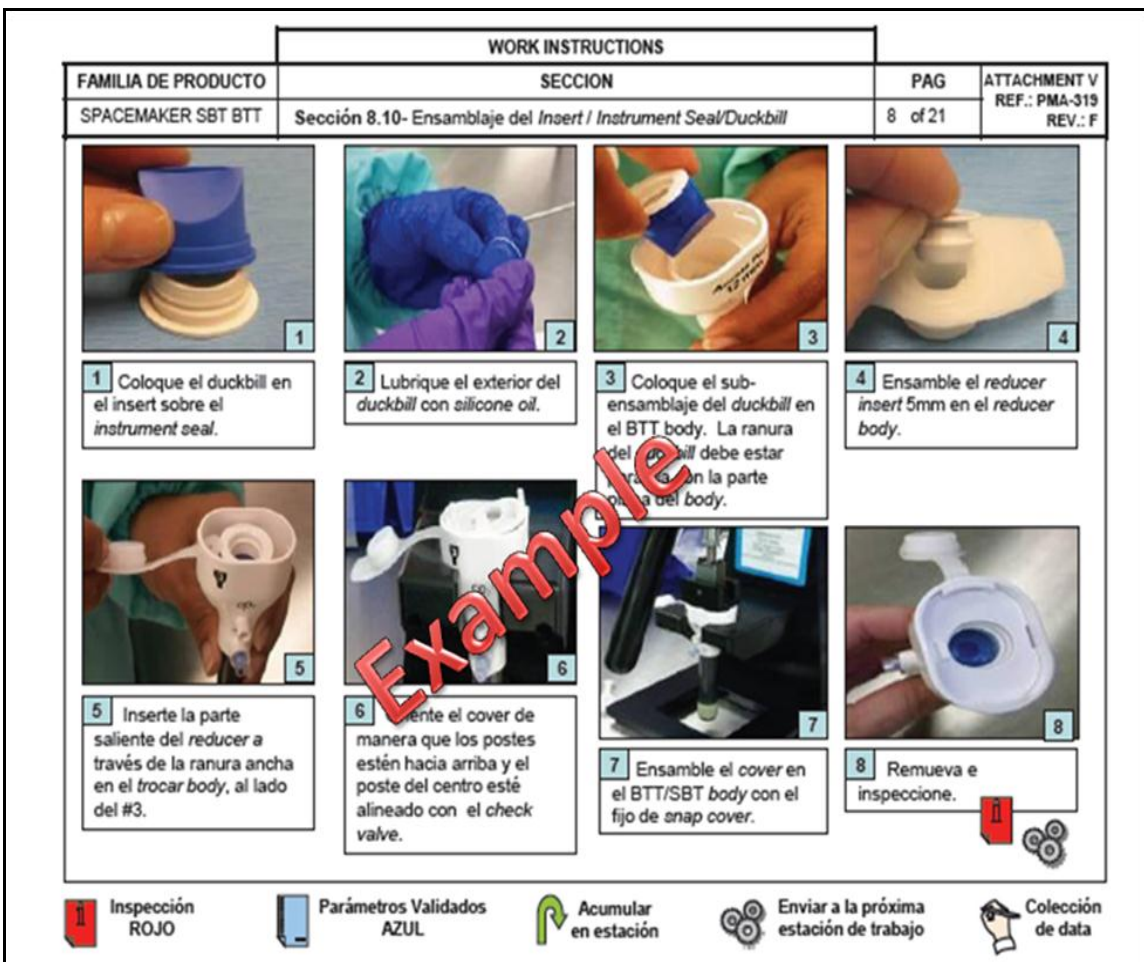 WORK INSTRUCTIONS
FAMILIA DE PRODUCTO
SECCION
PAG
ATTACHMENT V
REF.: PMA-319
REV.: F
SPACEMAKER SBT BTT
Sección 8.10- Ensamblaje del Insert / Instrument Seal/Duckbill
8 of 21
1
2
3
4
1 Coloque el duckbill en
el insert sobre el
instrument seal.
2 Lubrique el exterior del
duckbill con silicone oil.
3 Coloque el sub-
ensamblaje del duckbill en
el BTT body. La ranura
del debe estar
con la parte
del body.
4 Ensamble el reducer
insert 5mm en el reducer
body.
5
6
7
8
5 Inserte la parte
saliente del reducer a
través de la ranura ancha
en el trocar body, al lado
del #3.
6 el cover de
manera que los postes
estén hacia arriba y el
poste del centro esté
alineado con el check
valve.
7 Ensamble el cover en
el BTT/SBT body con el
fijo de snap cover.
8 Remueva e
inspeccione.
Example
Inspección
ROJO
Parámetros Validados
AZUL
Acumular
en estación
Enviar a la próxima
estación de trabajo
Colección
de data